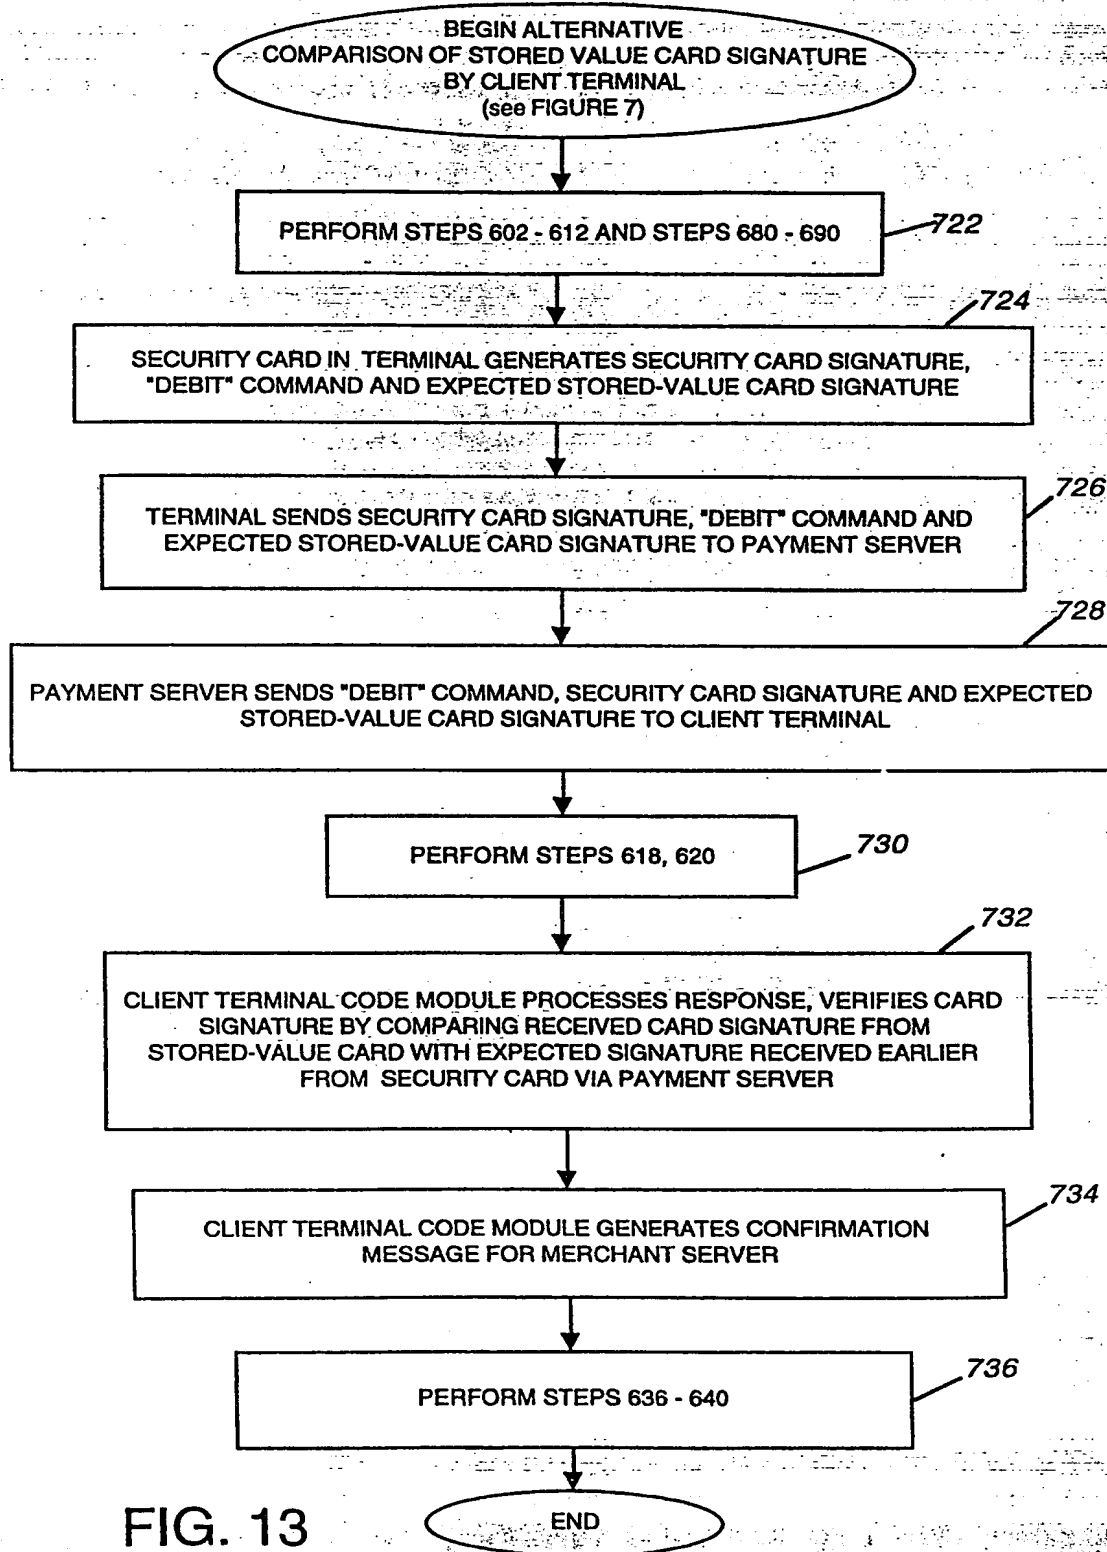 BEGIN ALTERNATIVE
COMPARISON OF STORED VALUE CARD SIGNATURE
BY CLIENT TERMINAL
(see FIGURE 7)
PERFORM STEPS 602 - 612 AND STEPS 680 - 690
722
724
SECURITY CARD IN TERMINAL GENERATES SECURITY CARD SIGNATURE,
"DEBIT" COMMAND AND EXPECTED STORED-VALUE CARD SIGNATURE
726
TERMINAL SENDS SECURITY CARD SIGNATURE, "DEBIT" COMMAND AND
EXPECTED STORED-VALUE CARD SIGNATURE TO PAYMENT SERVER
728
PAYMENT SERVER SENDS "DEBIT" COMMAND, SECURITY CARD SIGNATURE AND EXPECTED
STORED-VALUE CARD SIGNATURE TO CLIENT TERMINAL
PERFORM STEPS 618, 620
730
732
CLIENT TERMINAL CODE MODULE PROCESSES RESPONSE, VERIFIES CARD
SIGNATURE BY COMPARING RECEIVED CARD SIGNATURE FROM
STORED-VALUE CARD WITH EXPECTED SIGNATURE RECEIVED EARLIER
FROM SECURITY CARD VIA PAYMENT SERVER
734
CLIENT TERMINAL CODE MODULE GENERATES CONFIRMATION
MESSAGE FOR MERCHANT SERVER
736
PERFORM STEPS 636 - 640
FIG. 13
END